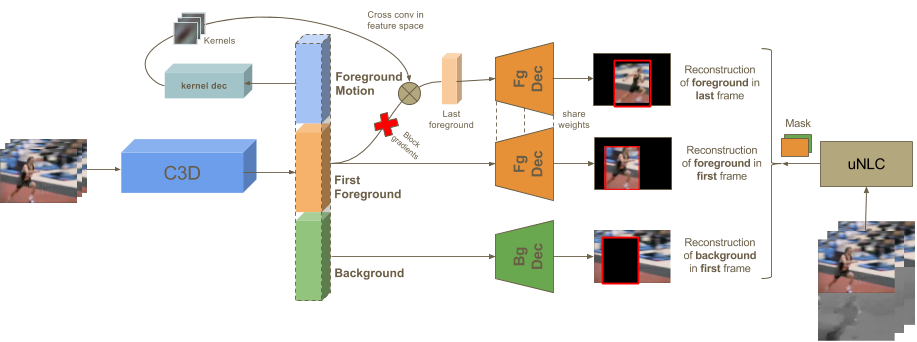 Cross conv in
feature space
Kernels
kernel dec
Foreground
Motion
Last
foreground
Block
gradients
Fg
Dec
share
weights
Reconstruction
of foreground in
last frame
Mask
C3D
First
Foreground
Fg
Dec
Reconstruction
of foreground in
first frame
uNLC
Background
Bg
Dec
Reconstruction
of background
in first frame